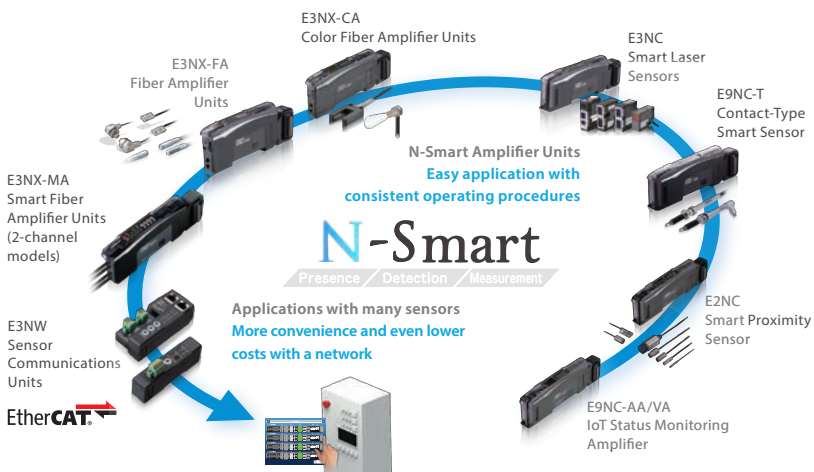 E3NX-CA
Color Fiber Amplifier Units
E3NX-FA
Fiber Amplifier
Units
E3NC
Smart Laser
Sensors
E9NC-T
Contact-Type
Smart Sensor
N-Smart Amplifier Units
Easy application with
consistent operating procedures
E3NX-MA
Smart Fiber
Amplifier Units
(2-channel
models)
N-Smart
Presence / Detection / Measurement
Applications with many sensors
More convenience and even lower
costs with a network
E2NC
Smart Proximity
Sensor
E3NW
Sensor
Communications
Units
EtherCAT®
E9NC-AA/VA
IoT Status Monitoring
Amplifier